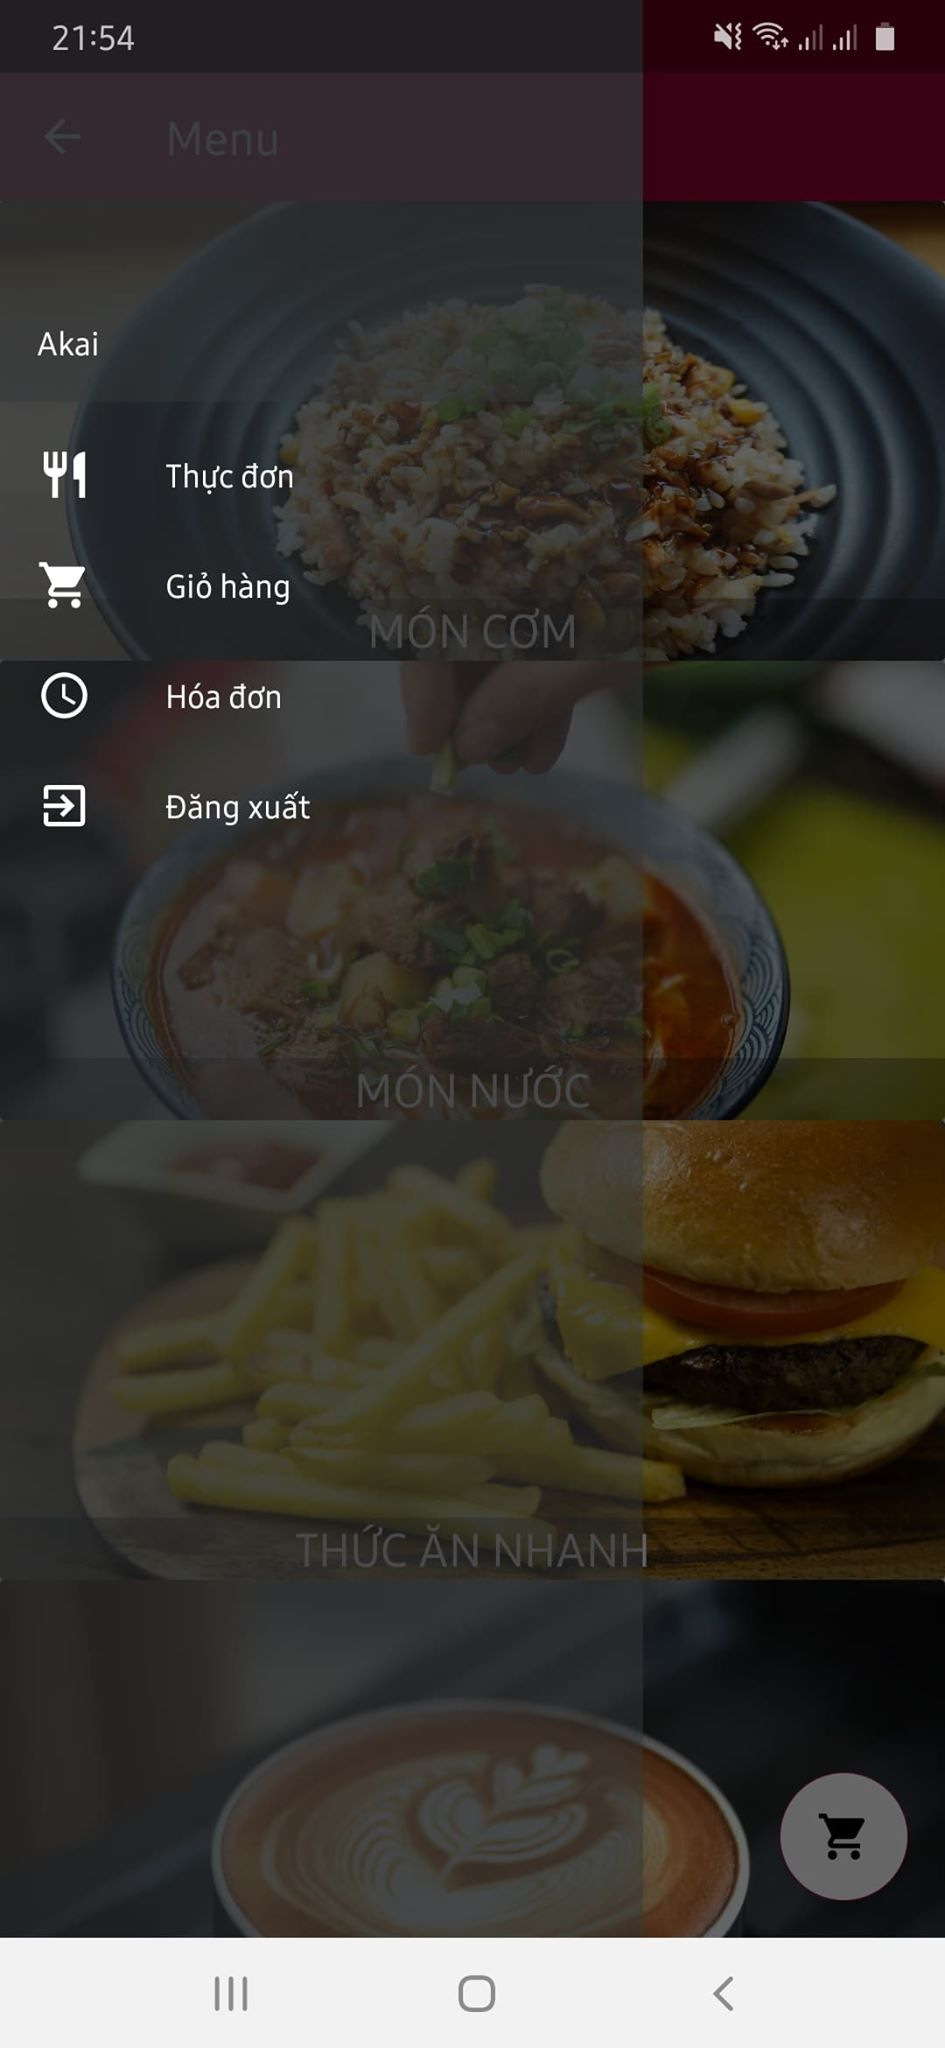 21:54
Menu
Akai
Thực đơn
Giỏ hàng
MÓN CƠM
Hóa đơn
Đăng xuất
MÓN NƯỚC
THỨC ĂN NHANH